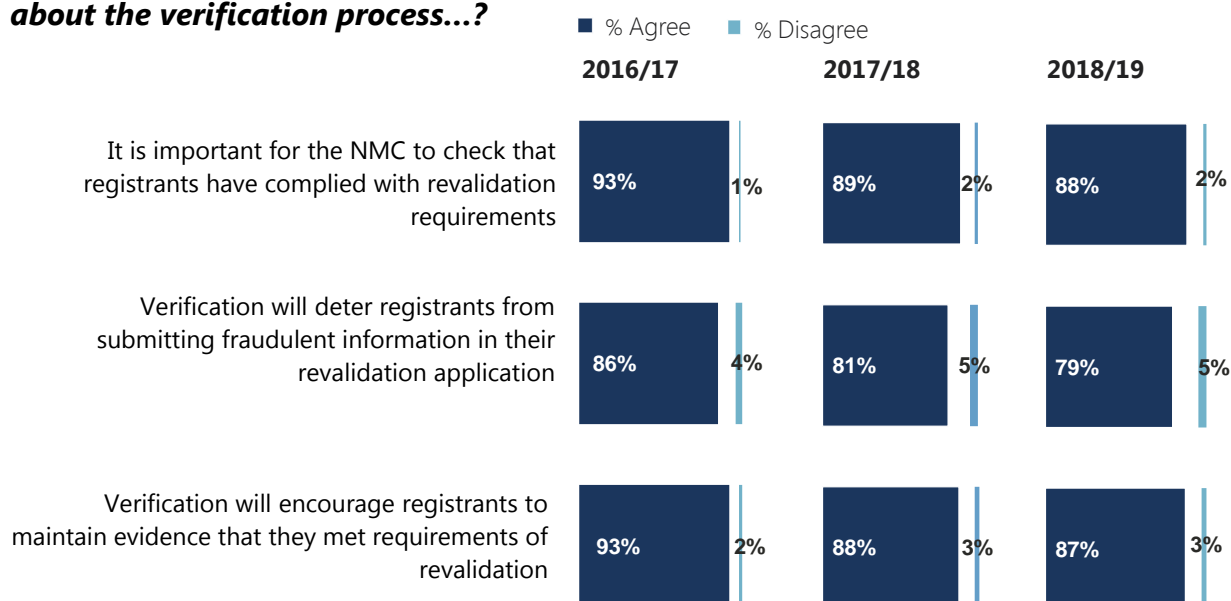 about the verification process...?
% Agree % Disagree
2016/17 2017/18 2018/19
It is important for the NMC to check that
registrants have complied with revalidation
requirements
93% 1% 89% 2% 88% 2%
Verification will deter registrants from
submitting fraudulent information in their
revalidation application
86% 4% 81% 5% 79% 5%
Verification will encourage registrants to
maintain evidence that they met requirements of
revalidation
93% 2% 88% 3% 87% 3%